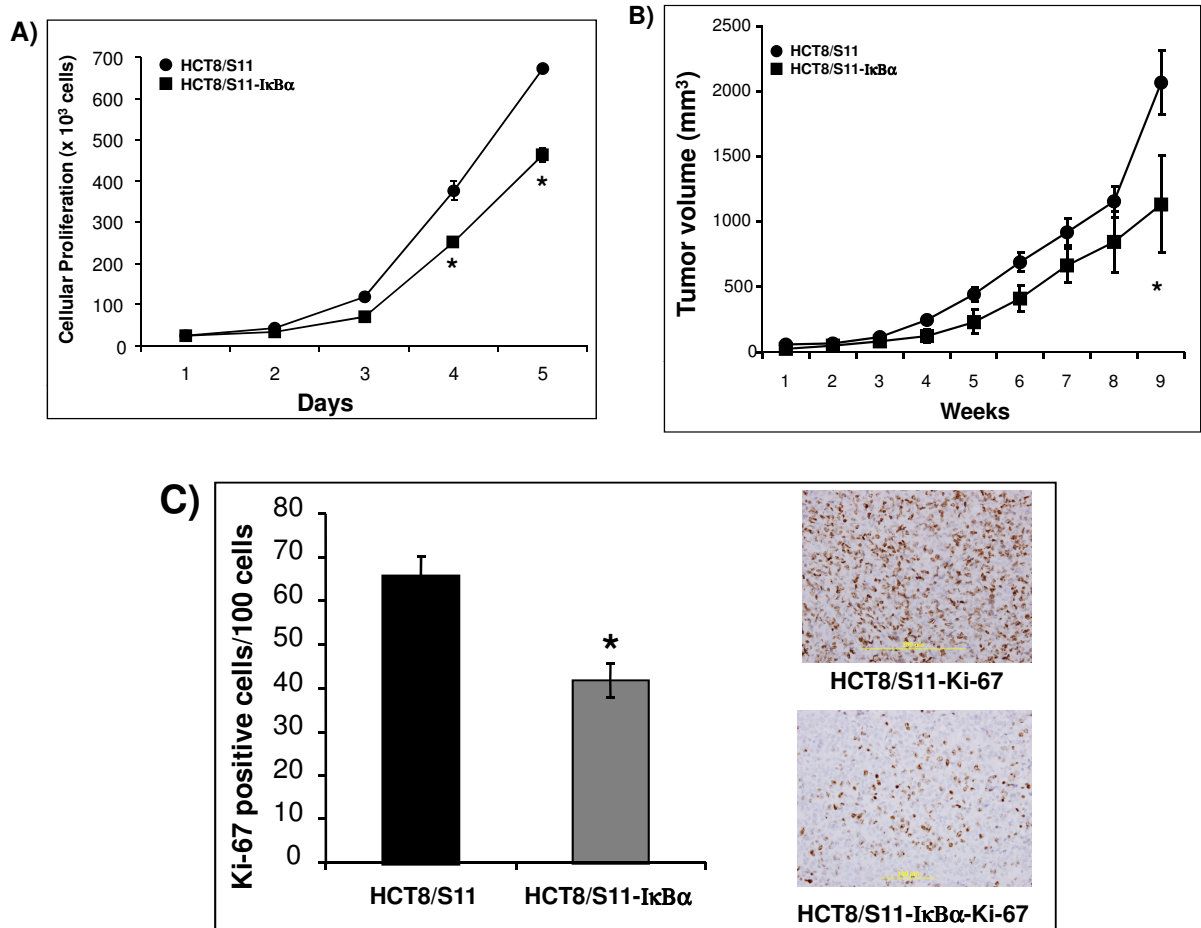 A)
Cellular Proliferation (x 10³ cells)
700
600
500
400
300
200
100
0
HCT8/S11
HCT8/S11-IκBα
*
*
1 2 3 4 5
Days
B)
Tumor volume (mm³)
2500
2000
1500
1000
500
0
HCT8/S11
HCT8/S11-IκBα
*
1 2 3 4 5 6 7 8 9
Weeks
C)
Ki-67 positive cells/100 cells
80
70
60
50
40
30
20
10
0
*
HCT8/S11 HCT8/S11-IκBα
HCT8/S11-Ki-67
HCT8/S11-IκBα-Ki-67